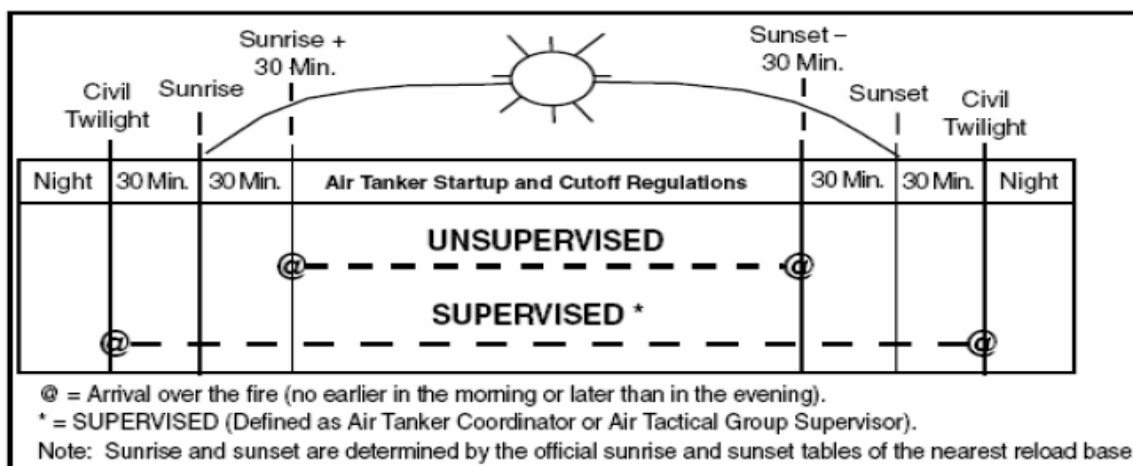 Sunrise + 30 Min.
Sunset – 30 Min.
Civil Twilight
Sunrise
Sunset
Civil Twilight
Night 30 Min. 30 Min. Air Tanker Startup and Cutoff Regulations 30 Min. 30 Min. Night
UNSUPERVISED
@ @
SUPERVISED *
@ @
@ = Arrival over the fire (no earlier in the morning or later than in the evening).
* = SUPERVISED (Defined as Air Tanker Coordinator or Air Tactical Group Supervisor).
Note: Sunrise and sunset are determined by the official sunrise and sunset tables of the nearest reload base